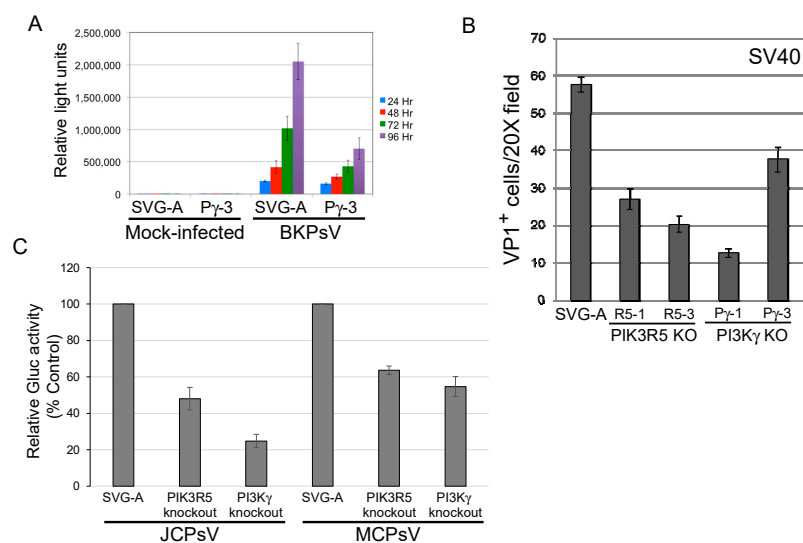 A
Relative light units
2,500,000
2,000,000
1,500,000
1,000,000
500,000
0
24 Hr
48 Hr
72 Hr
96 Hr
SVG-A Pγ-3 SVG-A Pγ-3
Mock-infected BKPsV
B
VP1+ cells/20X field
SV40
70
60
50
40
30
20
10
0
SVG-A R5-1 R5-3 Pγ-1 Pγ-3
PIK3R5 KO PI3Kγ KO
C
Relative Gluc activity
(% Control)
120
100
80
60
40
20
0
SVG-A PIK3R5 PI3Kγ SVG-A PIK3R5 PI3Kγ
knockout knockout knockout knockout
JCPsV MCPsV